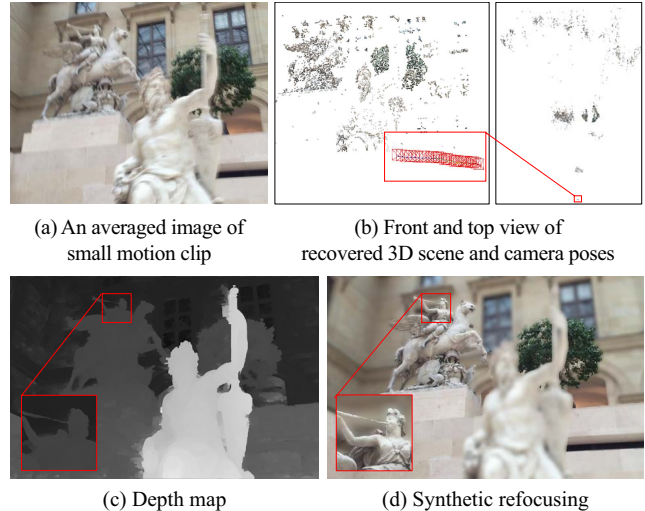 (a) An averaged image of
small motion clip
(b) Front and top view of
recovered 3D scene and camera poses
(c) Depth map
(d) Synthetic refocusing